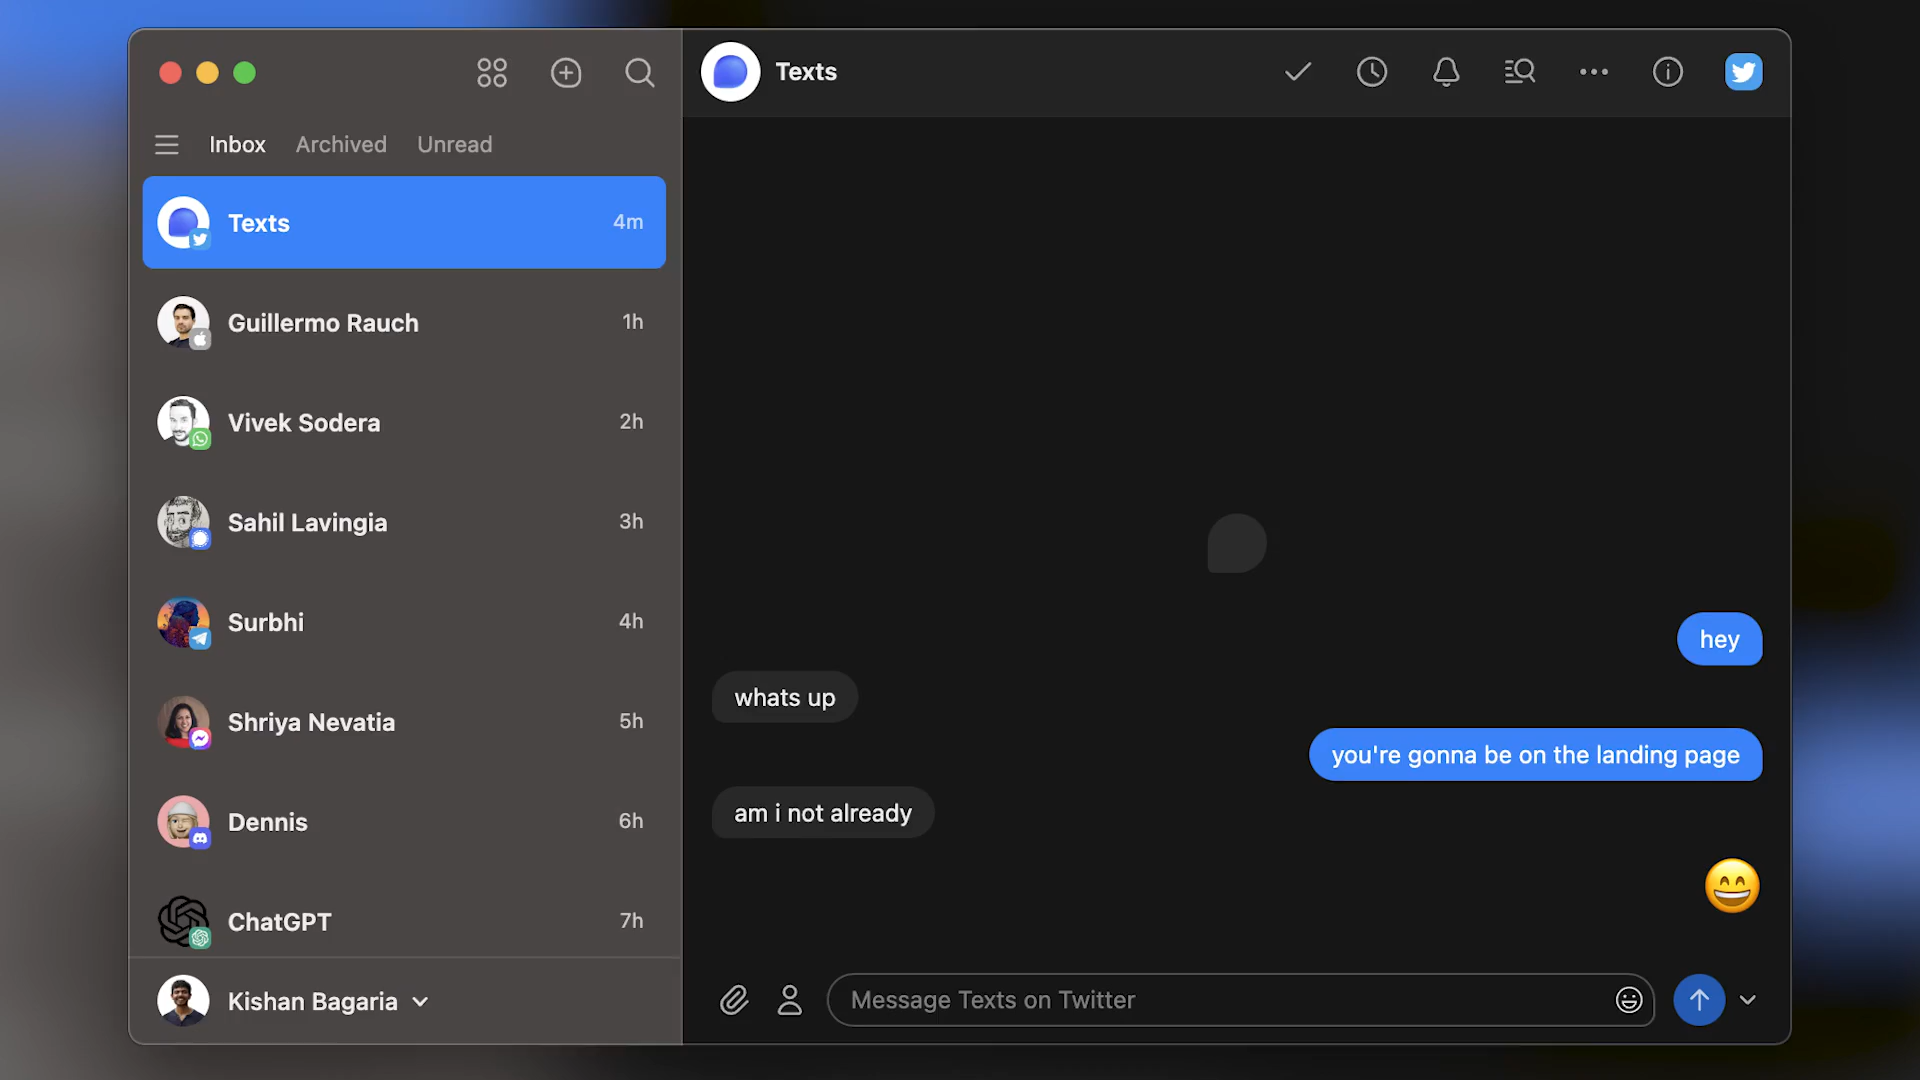 Inbox Archived Unread
Texts 4m
Guillermo Rauch 1h
Vivek Sodera 2h
Sahil Lavingia 3h
Surbhi 4h
Shriya Nevatia 5h
Dennis 6h
ChatGPT 7h
Kishan Bagaria
Texts
hey
whats up
you're gonna be on the landing page
am i not already
Message Texts on Twitter